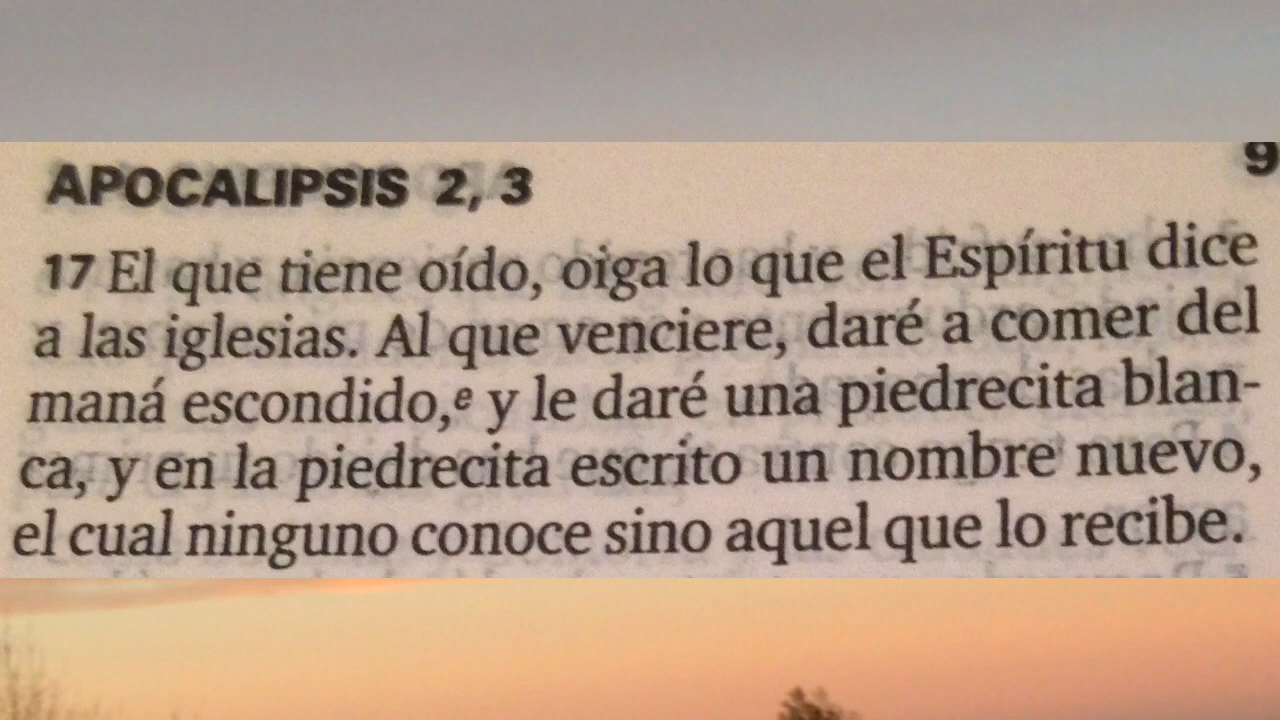 APOCALIPSIS 2, 3
9
17 El que tiene oído, oiga lo que el Espíritu dice
a las iglesias. Al que venciere, daré a comer del
maná escondido,ᵉ y le daré una piedrecita blan-
ca, y en la piedrecita escrito un nombre nuevo,
el cual ninguno conoce sino aquel que lo recibe.